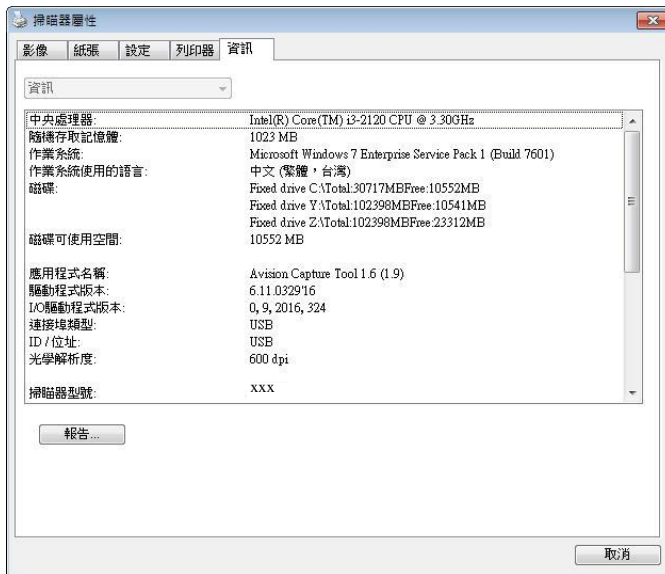 掃瞄器屬性
影像 紙張 設定 列印器 資訊
資訊
中央處理器: Intel(R) Core(TM) i3-2120 CPU @ 3.30GHz
隨機存取記憶體: 1023 MB
作業系統: Microsoft Windows 7 Enterprise Service Pack 1 (Build 7601)
作業系統使用的語言: 中文 (繁體，台灣)
磁碟: Fixed drive C:\Total:30717MBFree:10552MB
Fixed drive Y:\Total:102398MBFree:10541MB
Fixed drive Z:\Total:102398MBFree:23312MB
磁碟可使用空間: 10552 MB
應用程式名稱: Avision Capture Tool 1.6 (1.9)
驅動程式版本: 6.11.0329'16
I/O驅動程式版本: 0, 9, 2016, 324
連接埠類型: USB
ID / 位址: USB
光學解析度: 600 dpi
掃瞄器型號: XXX
報告...
取消